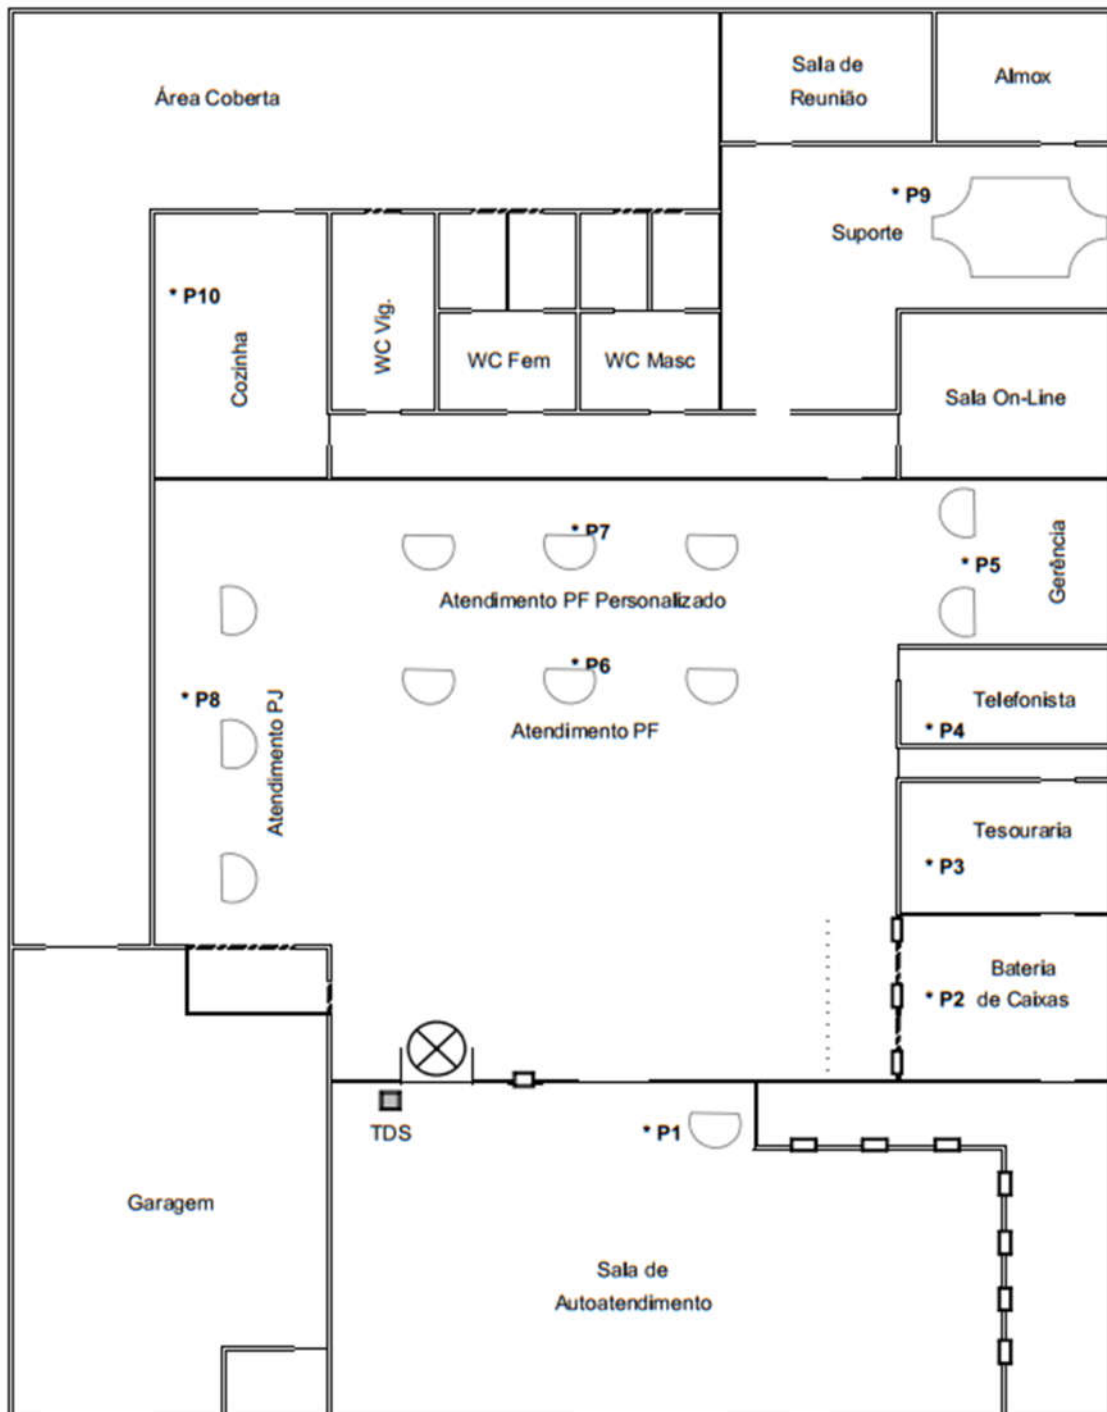 Sala de
Reunião
Almox
Área Coberta
* P9
Suporte
* P10
Cozinha
WC Vig.
WC Fem
WC Masc
Sala On-Line
* P7
Atendimento PF Personalizado
* P5
Gerência
* P6
Atendimento PF
* P8
Atendimento PJ
Telefonista
* P4
Tesouraria
* P3
Bateria
* P2 de Caixas
TDS
* P1
Garagem
Sala de
Autoatendimento